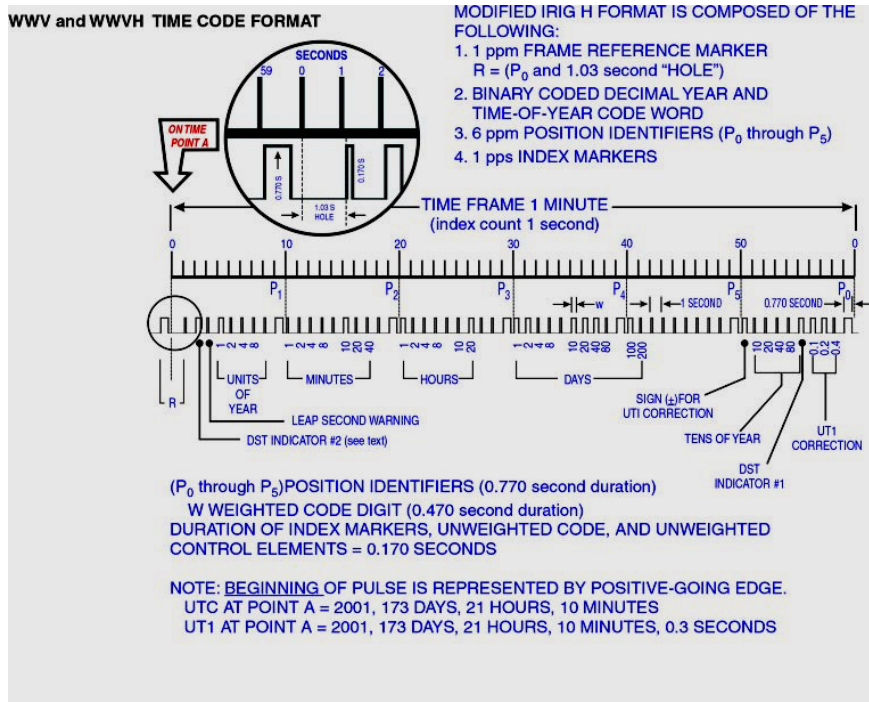 WWV and WWVH TIME CODE FORMAT
MODIFIED IRIG H FORMAT IS COMPOSED OF THE
FOLLOWING:
1. 1 ppm FRAME REFERENCE MARKER
R = (P0 and 1.03 second “HOLE”)
2. BINARY CODED DECIMAL YEAR AND
TIME-OF-YEAR CODE WORD
3. 6 ppm POSITION IDENTIFIERS (P0 through P5)
4. 1 pps INDEX MARKERS
SECONDS
59 0 1 2
ON TIME
POINT A
0.770 S
0.170 S
1.03 S
HOLE
TIME FRAME 1 MINUTE
(index count 1 second)
0 10 20 30 40 50 0
P1 P2 P3 P4 P5 P0
W
1 SECOND
0.770 SECOND
1 2 4 8
1 2 4 8 10 20 40
1 2 4 8 10 20
1 2 4 8 10 20 40 80 100 200
10 20 40 80
0.1 0.2 0.4
R
UNITS
OF
YEAR
MINUTES
HOURS
DAYS
LEAP SECOND WARNING
DST INDICATOR #2 (see text)
SIGN (±)FOR
UTI CORRECTION
TENS OF YEAR
DST
INDICATOR #1
UT1
CORRECTION
(P0 through P5)POSITION IDENTIFIERS (0.770 second duration)
W WEIGHTED CODE DIGIT (0.470 second duration)
DURATION OF INDEX MARKERS, UNWEIGHTED CODE, AND UNWEIGHTED
CONTROL ELEMENTS = 0.170 SECONDS
NOTE: BEGINNING OF PULSE IS REPRESENTED BY POSITIVE-GOING EDGE.
UTC AT POINT A = 2001, 173 DAYS, 21 HOURS, 10 MINUTES
UT1 AT POINT A = 2001, 173 DAYS, 21 HOURS, 10 MINUTES, 0.3 SECONDS